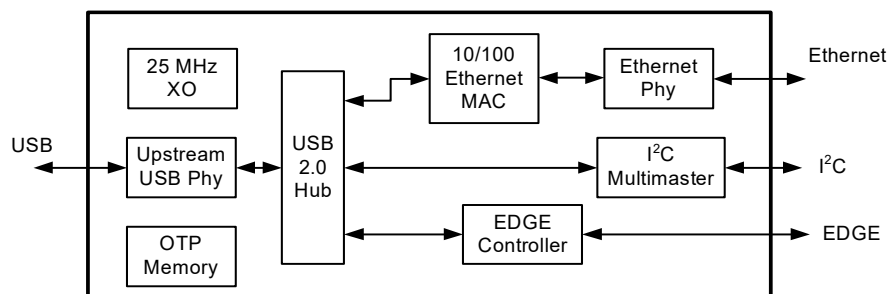 25 MHz
XO
10/100
Ethernet
MAC
Ethernet
Phy
Ethernet
USB
Upstream
USB Phy
USB
2.0
Hub
I²C
Multimaster
I²C
OTP
Memory
EDGE
Controller
EDGE